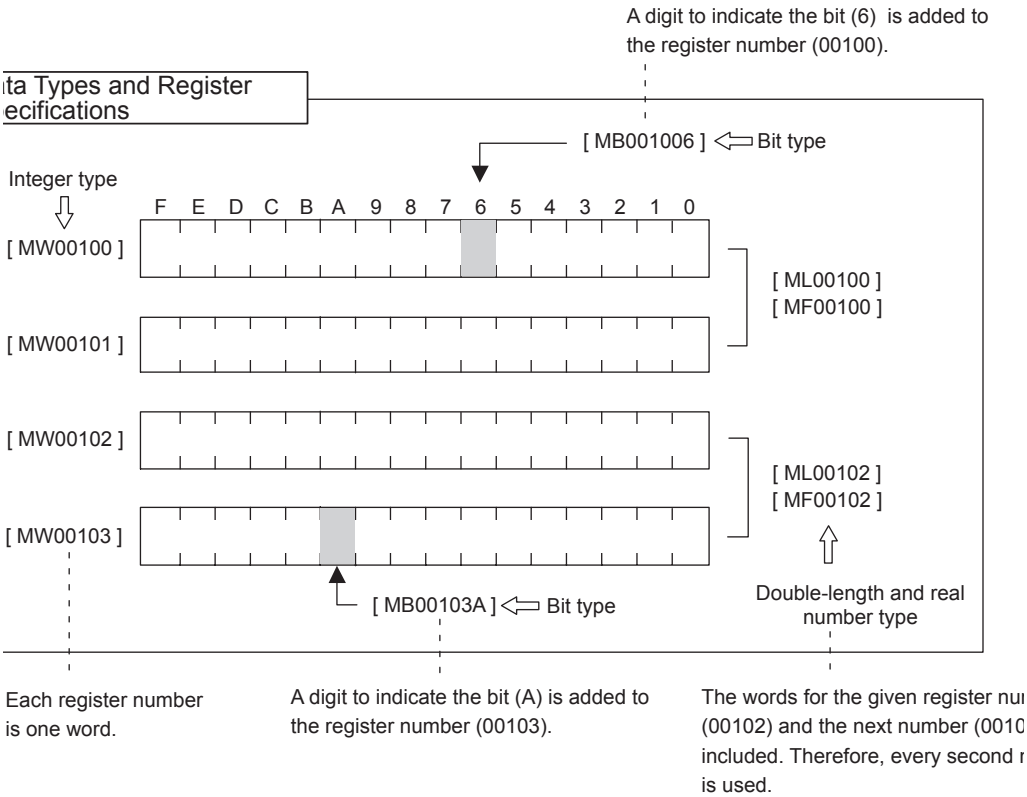 A digit to indicate the bit (6) is added to
the register number (00100).
Types and Register
[ MB001006 ] Bit type
Integer type
F E D C B A 9 8 7 6 5 4 3 2 1 0
[ MW00100 ]
[ ML00100 ]
[ MF00100 ]
[ MW00101 ]
[ MW00102 ]
[ ML00102 ]
[ MF00102 ]
[ MW00103 ]
[ MB00103A ] Bit type
Double-length and real
number type
Each register number
is one word.
A digit to indicate the bit (A) is added to
the register number (00103).
The words for the given register
(00102) and the next number
included. Therefore, every second
is used.